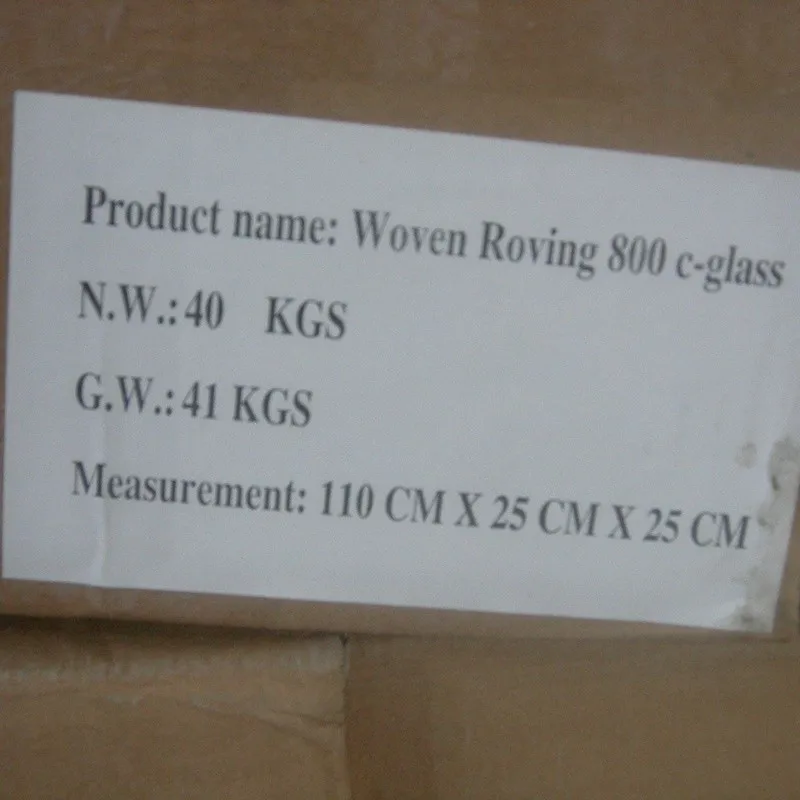 Product name: Woven Roving 800 c-glass
N.W.:40 KGS
G.W.:41 KGS
Measurement: 110 CM X 25 CM X 25 CM